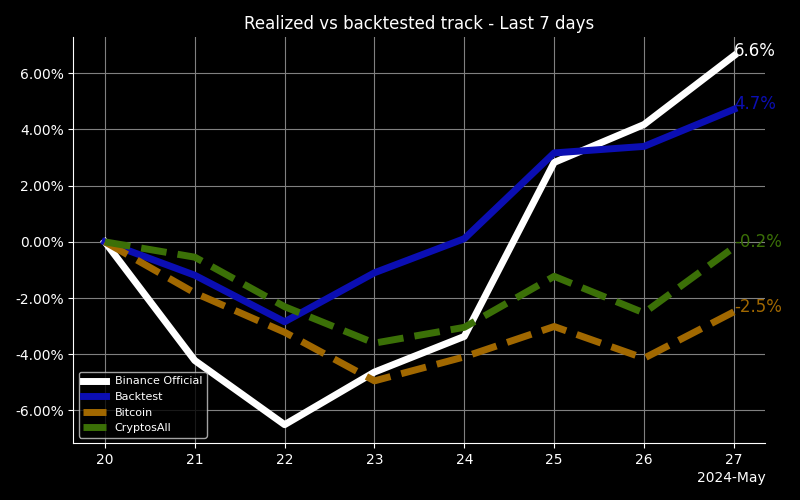 Realized vs backtested track - Last 7 days
6.00%
4.00%
2.00%
0.00%
-2.00%
-4.00%
-6.00%
6.6%
4.7%
-0.2%
-2.5%
Binance Official
Backtest
Bitcoin
CryptosAll
20 21 22 23 24 25 26 27
2024-May